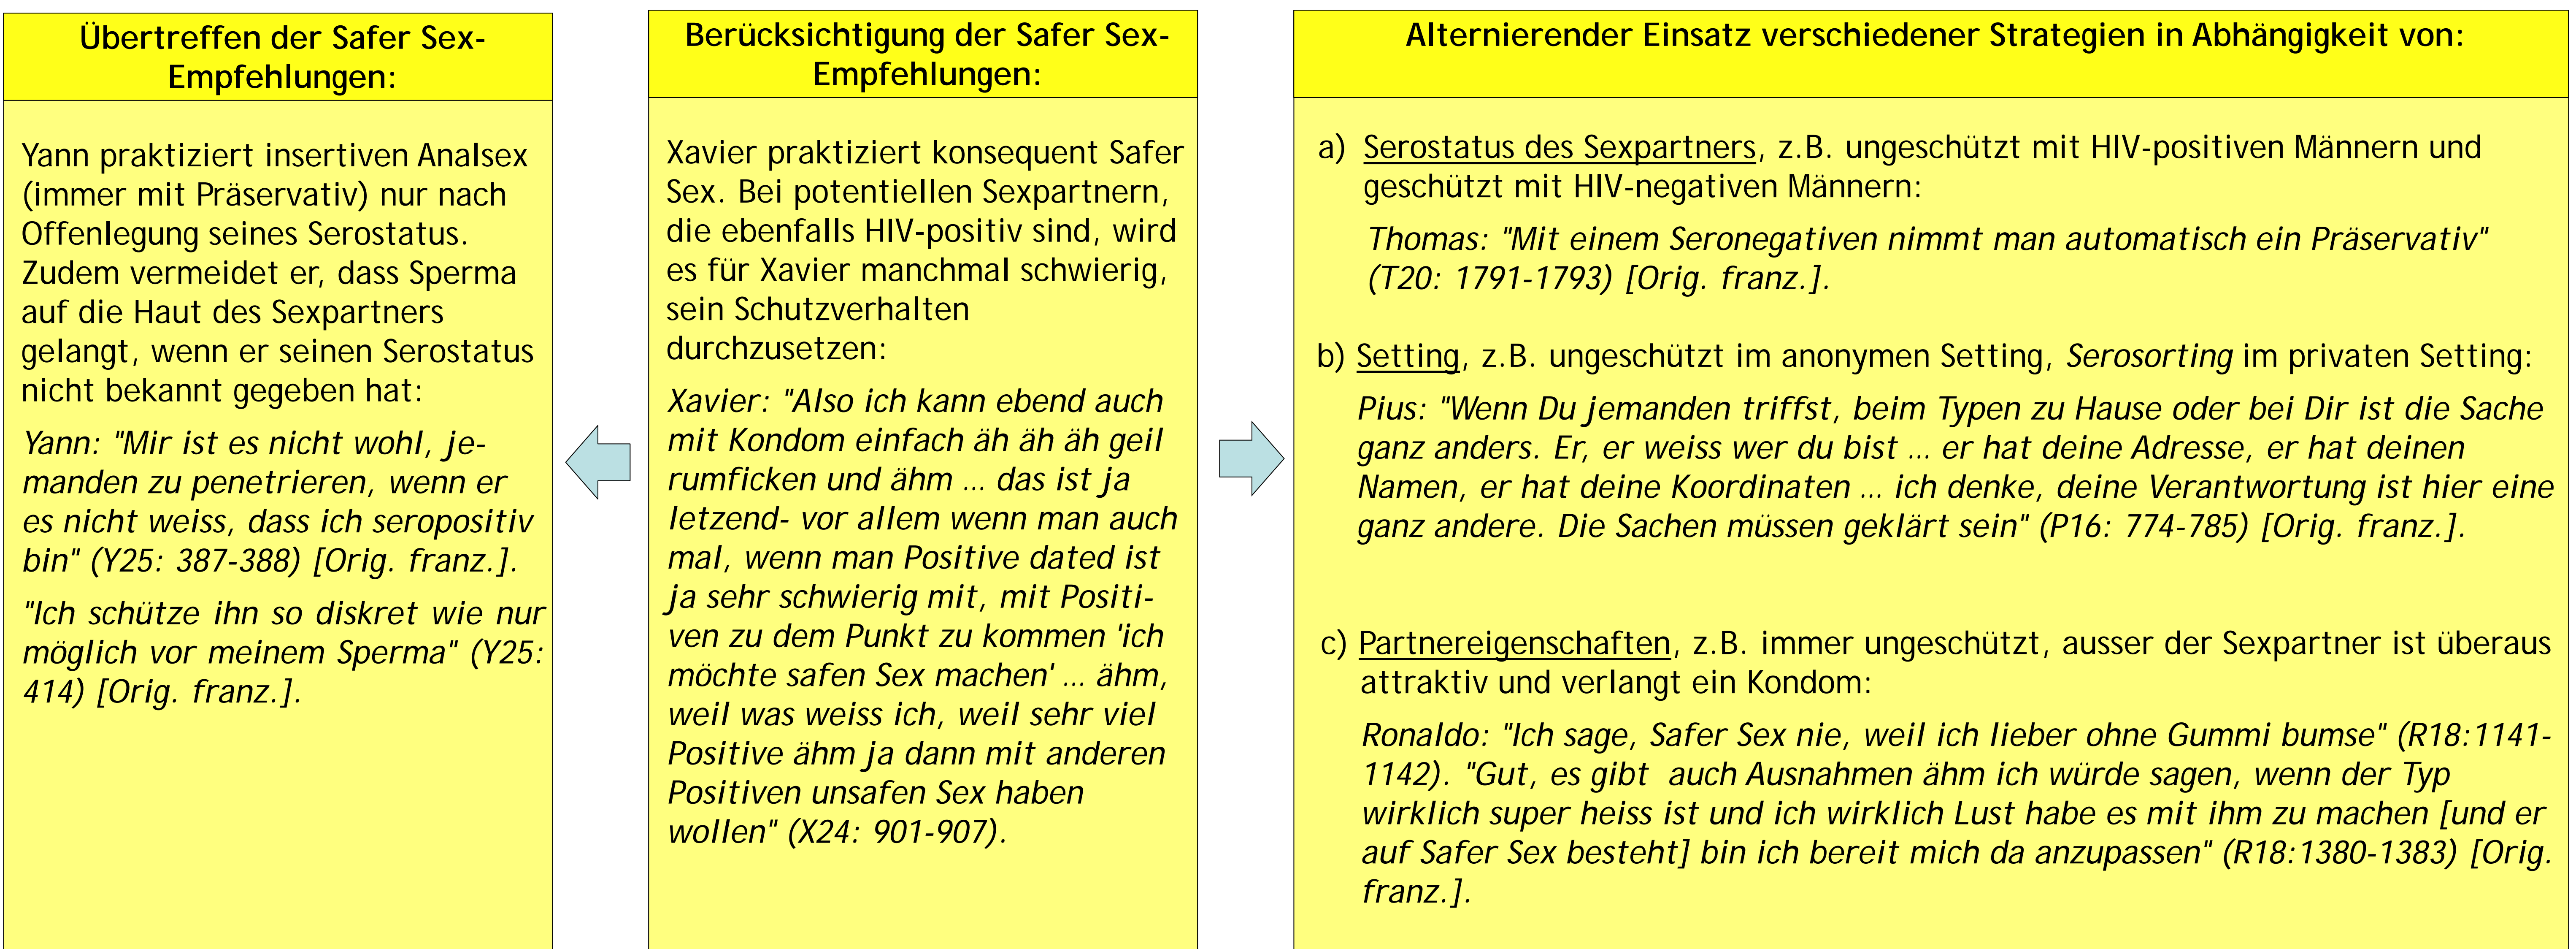 Übertreffen der Safer Sex-
Empfehlungen:
Yann praktiziert insertiven Analsex
(immer mit Präservativ) nur nach
Offenlegung seines Serostatus.
Zudem vermeidet er, dass Sperma
auf die Haut des Sexpartners
gelangt, wenn er seinen Serostatus
nicht bekannt gegeben hat:
Yann: "Mir ist es nicht wohl, je-
manden zu penetrieren, wenn er
es nicht weiss, dass ich seropositiv
bin" (Y25: 387-388) [Orig. franz.].
"Ich schütze ihn so diskret wie nur
möglich vor meinem Sperma" (Y25:
414) [Orig. franz.].
Berücksichtigung der Safer Sex-
Empfehlungen:
Xavier praktiziert konsequent Safer
Sex. Bei potentiellen Sexpartnern,
die ebenfalls HIV-positiv sind, wird
es für Xavier manchmal schwierig,
sein Schutzverhalten
durchzusetzen:
Xavier: "Also ich kann ebend auch
mit Kondom einfach äh äh äh geil
rumficken und ähm ... das ist ja
letzend- vor allem wenn man auch
mal, wenn man Positive dated ist
ja sehr schwierig mit, mit Positi-
ven zu dem Punkt zu kommen 'ich
möchte safen Sex machen' ... ähm,
weil was weiss ich, weil sehr viel
Positive ähm ja dann mit anderen
Positiven unsafen Sex haben
wollen" (X24: 901-907).
Alternierender Einsatz verschiedener Strategien in Abhängigkeit von:
a) Serostatus des Sexpartners, z.B. ungeschützt mit HIV-positiven Männern und
geschützt mit HIV-negativen Männern:
Thomas: "Mit einem Seronegativen nimmt man automatisch ein Präservativ"
(T20: 1791-1793) [Orig. franz.].
b) Setting, z.B. ungeschützt im anonymen Setting, Serosorting im privaten Setting:
Pius: "Wenn Du jemanden triffst, beim Typen zu Hause oder bei Dir ist die Sache
ganz anders. Er, er weiss wer du bist ... er hat deine Adresse, er hat deinen
Namen, er hat deine Koordinaten ... ich denke, deine Verantwortung ist hier eine
ganz andere. Die Sachen müssen geklärt sein" (P16: 774-785) [Orig. franz.].
c) Partnereigenschaften, z.B. immer ungeschützt, ausser der Sexpartner ist überaus
attraktiv und verlangt ein Kondom:
Ronaldo: "Ich sage, Safer Sex nie, weil ich lieber ohne Gummi bumse" (R18:1141-
1142). "Gut, es gibt auch Ausnahmen ähm ich würde sagen, wenn der Typ
wirklich super heiss ist und ich wirklich Lust habe es mit ihm zu machen [und er
auf Safer Sex besteht] bin ich bereit mich da anzupassen" (R18:1380-1383) [Orig.
franz.].